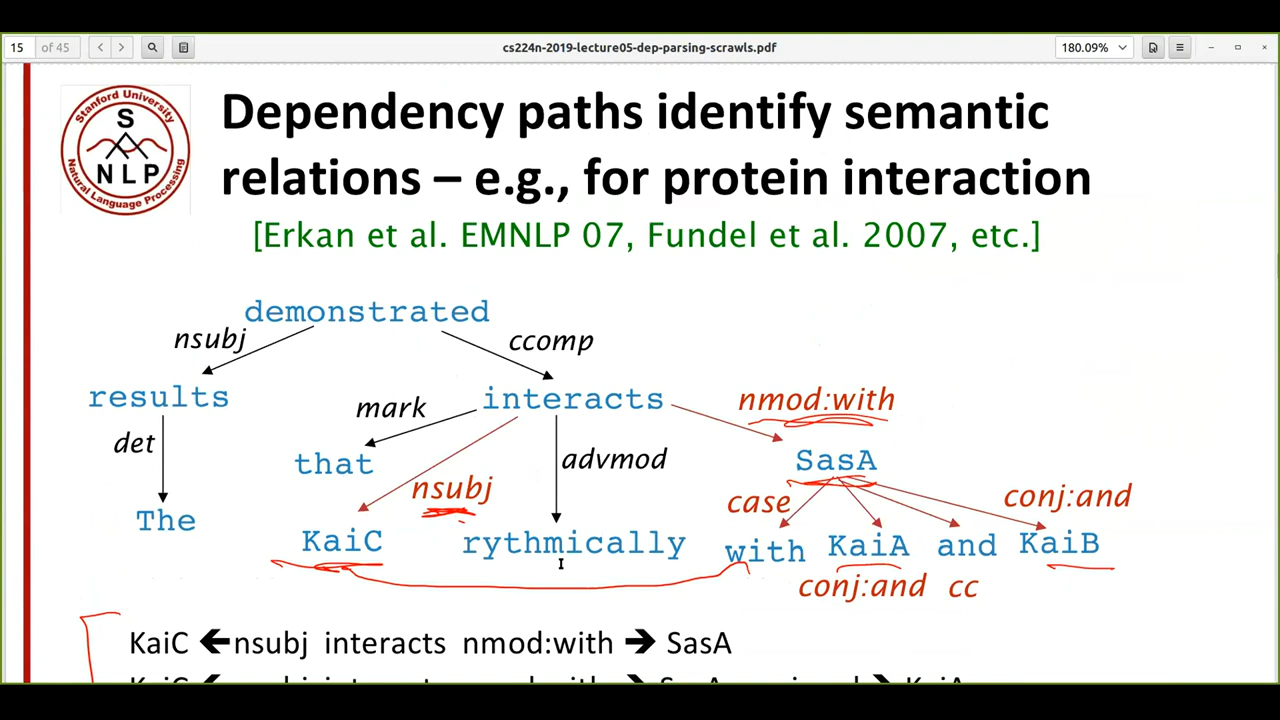 15 of 45
cs224n-2019-lecture05-dep-parsing-scrawls.pdf
180.09%
Stanford University
S
NLP
Natural Language Processing
Dependency paths identify semantic
relations – e.g., for protein interaction
[Erkan et al. EMNLP 07, Fundel et al. 2007, etc.]
demonstrated
nsubj
ccomp
results
mark
interacts
nmod:with
det
that
advmod
SasA
nsubj
case
conj:and
The
KaiC
rythmically
with
KaiA
and
KaiB
conj:and
cc
KaiC 🡸nsubj interacts nmod:with ➔ SasA